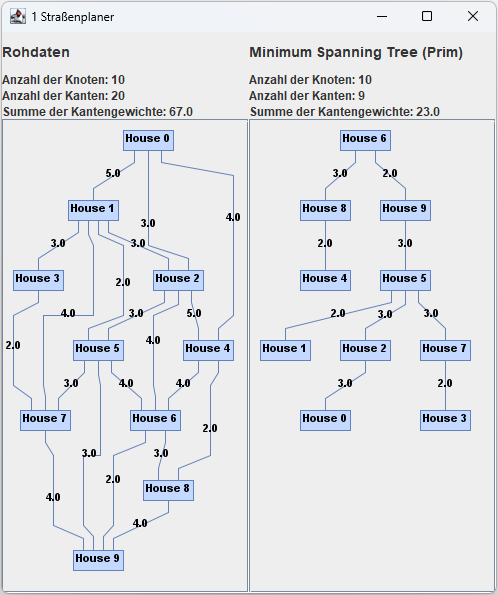 1 Straßenplaner
Rohdaten
Anzahl der Knoten: 10
Anzahl der Kanten: 20
Summe der Kantengewichte: 67.0
House 0
5.0
3.0
4.0
House 1
3.0
3.0
House 3
2.0
House 2
4.0
3.0
5.0
2.0
4.0
House 5
House 4
3.0
4.0
4.0
House 7
House 6
2.0
3.0
3.0
2.0
House 8
4.0
4.0
House 9
Minimum Spanning Tree (Prim)
Anzahl der Knoten: 10
Anzahl der Kanten: 9
Summe der Kantengewichte: 23.0
House 6
3.0
2.0
House 8
House 9
2.0
3.0
House 4
House 5
2.0
3.0
3.0
House 1
House 2
House 7
3.0
2.0
House 0
House 3